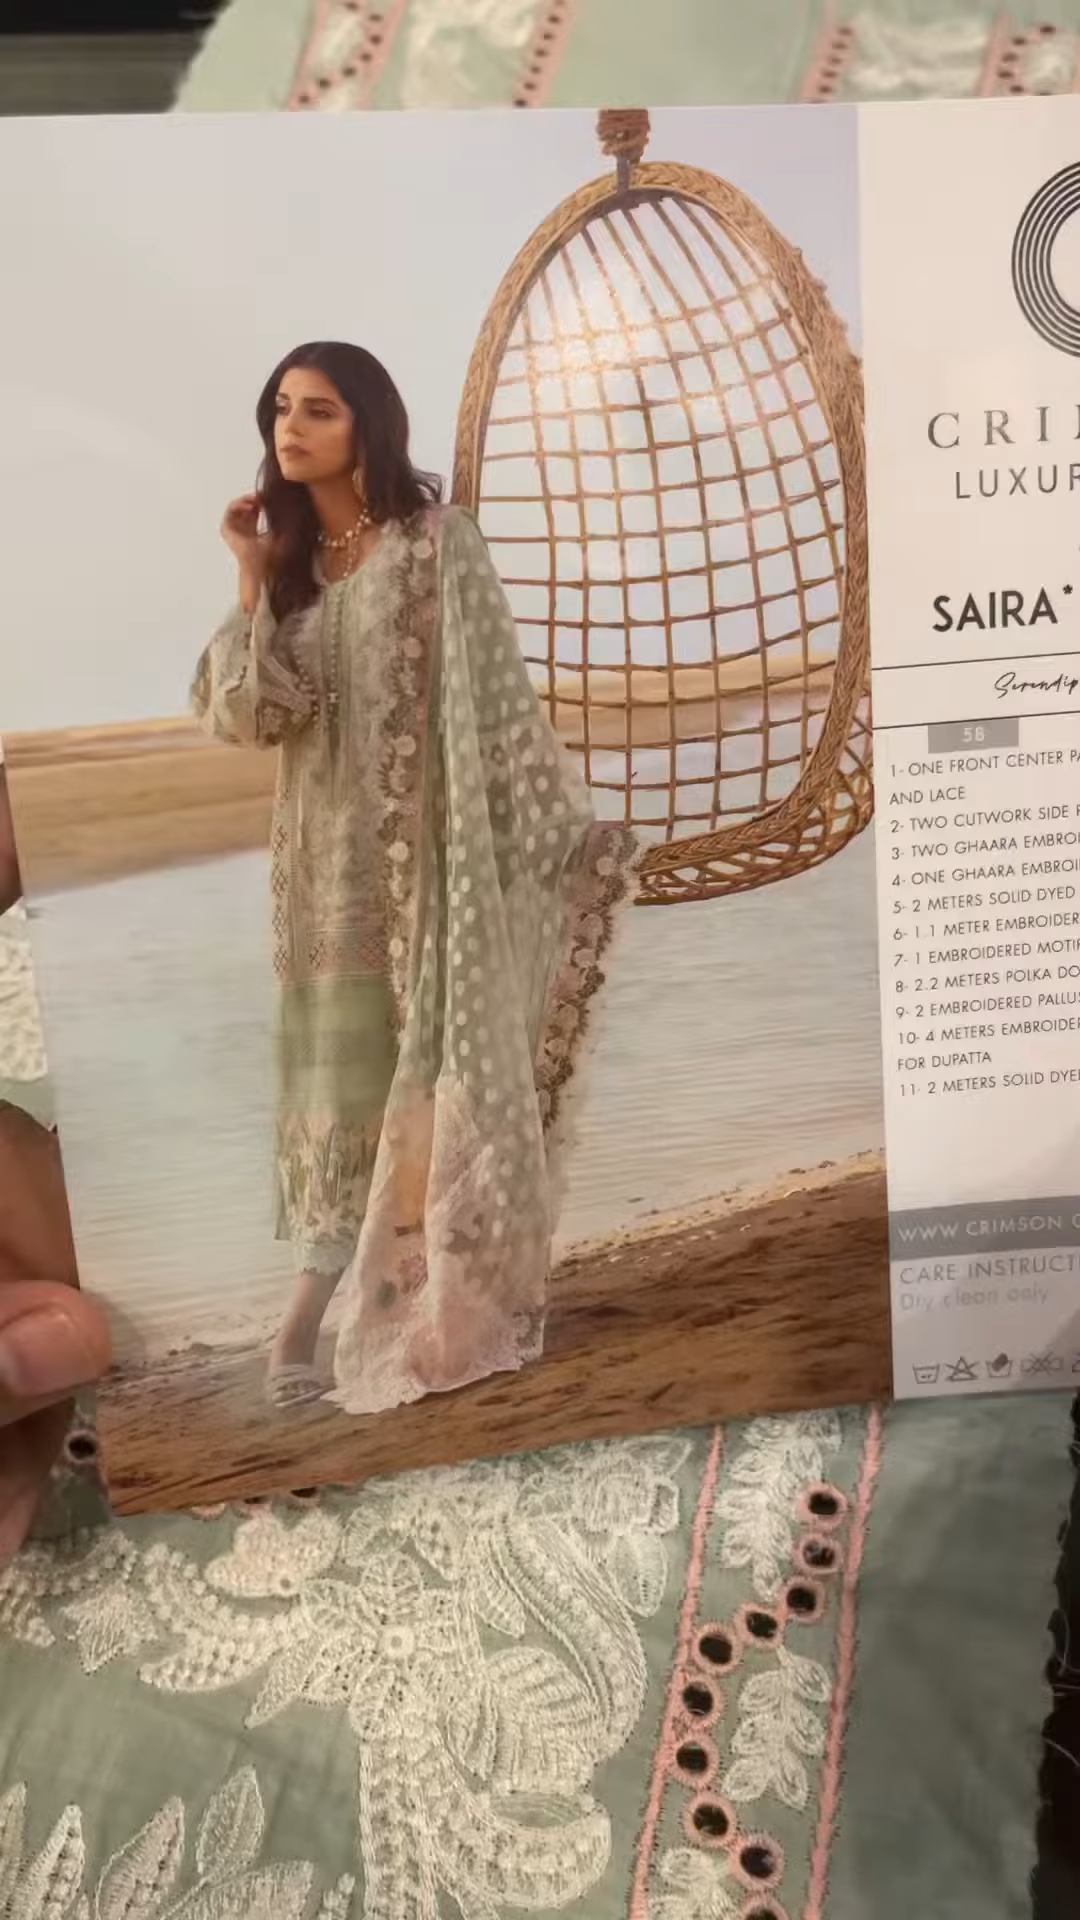 CRI
LUXUR
SAIRA*
Serendip
5B
1- ONE FRONT CENTER PA
AND LACE
2- TWO CUTWORK SIDE P
3- TWO GHAARA EMBROI
4- ONE GHAARA EMBROI
5- 2 METERS SOLID DYED
6- 1.1 METER EMBROIDER
7- 1 EMBROIDERED MOTIF
8- 2.2 METERS POLKA DO
9- 2 EMBROIDERED PALLUS
10- 4 METERS EMBROIDER
FOR DUPATTA
11- 2 METERS SOLID DYE
WWW CRIMSON C
CARE INSTRUCTI
Dry clean only